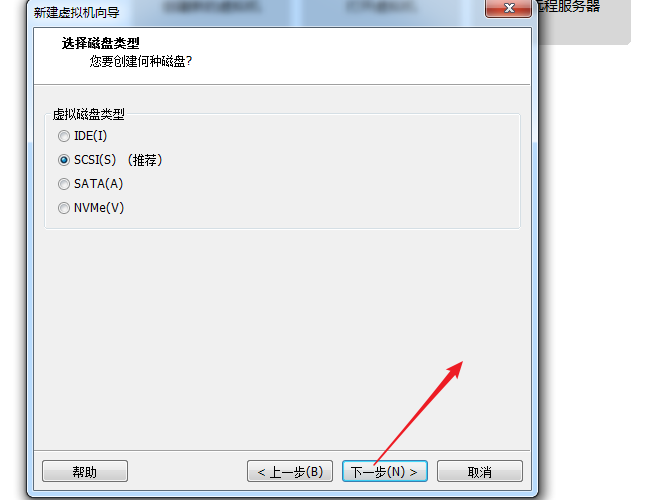 新建虚拟机向导
远程服务器
选择磁盘类型
您要创建何种磁盘?
虚拟磁盘类型
IDE(I)
SCSI(S) (推荐)
SATA(A)
NVMe(V)
帮助
< 上一步(B)
下一步(N) >
取消